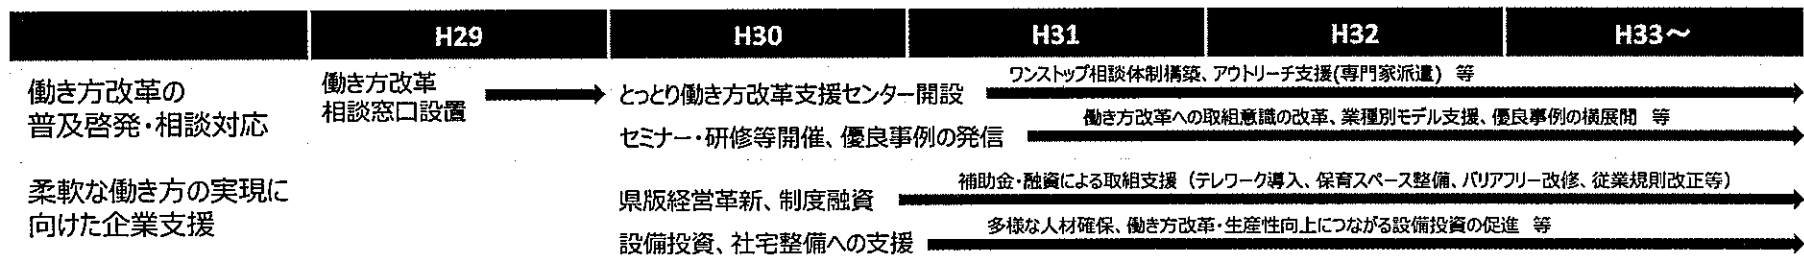 H29 H30 H31 H32 H33～
働き方改革の
普及啓発・相談対応
働き方改革
相談窓口設置
とっとり働き方改革支援センター開設
ワンストップ相談体制構築、アウトリーチ支援(専門家派遣) 等
セミナー・研修等開催、優良事例の発信
働き方改革への取組意識の改革、業種別モデル支援、優良事例の横展開 等
柔軟な働き方の実現に
向けた企業支援
県版経営革新、制度融資
補助金・融資による取組支援（テレワーク導入、保育スペース整備、バリアフリー改修、従業規則改正等）
設備投資、社宅整備への支援
多様な人材確保、働き方改革・生産性向上につながる設備投資の促進 等